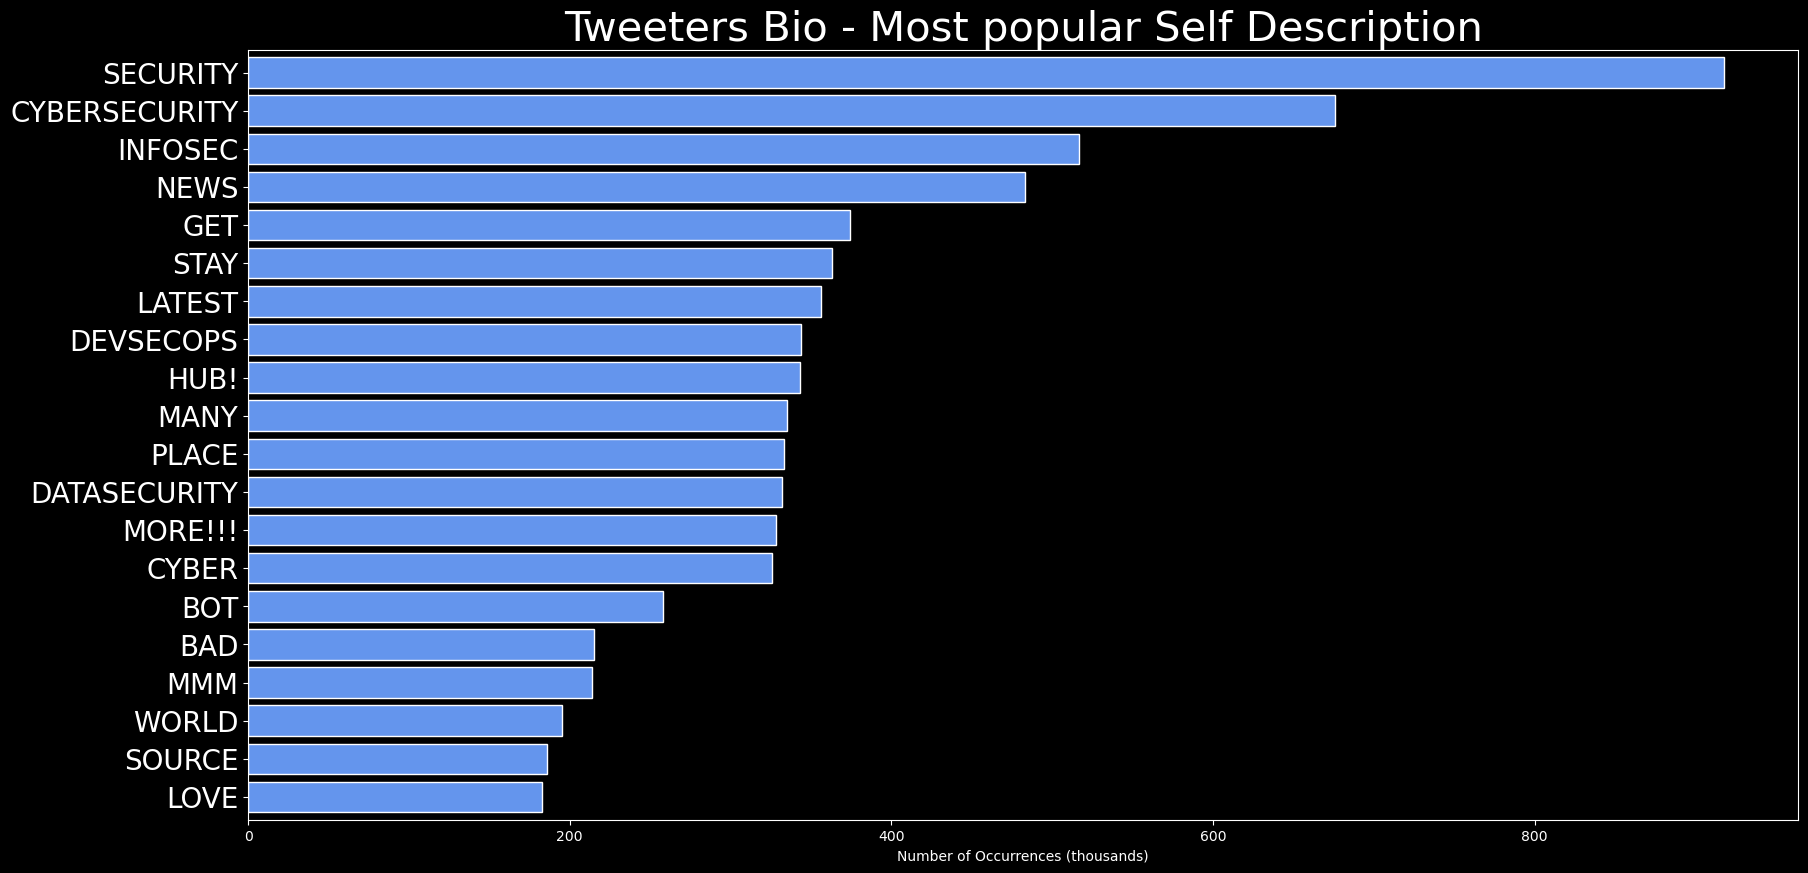 Tweeters Bio - Most popular Self Description
SECURITY
CYBERSECURITY
INFOSEC
NEWS
GET
STAY
LATEST
DEVSECOPS
HUB!
MANY
PLACE
DATASECURITY
MORE!!!
CYBER
BOT
BAD
MMM
WORLD
SOURCE
LOVE
0 200 400 600 800
Number of Occurrences (thousands)